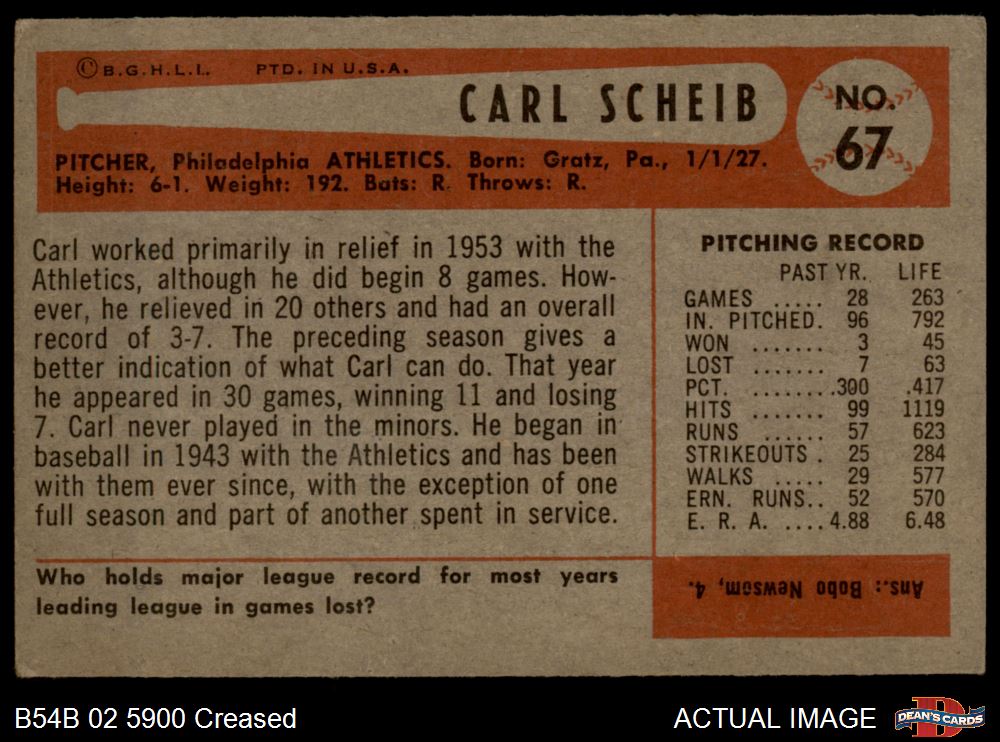 © B.G.H.L.I. PTD. IN U.S.A.
CARL SCHEIB
NO.
67
PITCHER, Philadelphia ATHLETICS. Born: Gratz, Pa., 1/1/27.
Height: 6-1. Weight: 192. Bats: R. Throws: R.
Carl worked primarily in relief in 1953 with the
Athletics, although he did begin 8 games. How-
ever, he relieved in 20 others and had an overall
record of 3-7. The preceding season gives a
better indication of what Carl can do. That year
he appeared in 30 games, winning 11 and losing
7. Carl never played in the minors. He began in
baseball in 1943 with the Athletics and has been
with them ever since, with the exception of one
full season and part of another spent in service.
PITCHING RECORD
PAST YR. LIFE
GAMES ..... 28 263
IN. PITCHED. 96 792
WON ....... 3 45
LOST ....... 7 63
PCT. .......300 .417
HITS ....... 99 1119
RUNS ...... 57 623
STRIKEOUTS . 25 284
WALKS ..... 29 577
ERN. RUNS.. 52 570
E. R. A. ....4.88 6.48
Who holds major league record for most years
leading league in games lost?
Ans.: Bobo Newsom, 4.
B54B 02 5900 Creased
ACTUAL IMAGE
D
DEAN'S CARDS